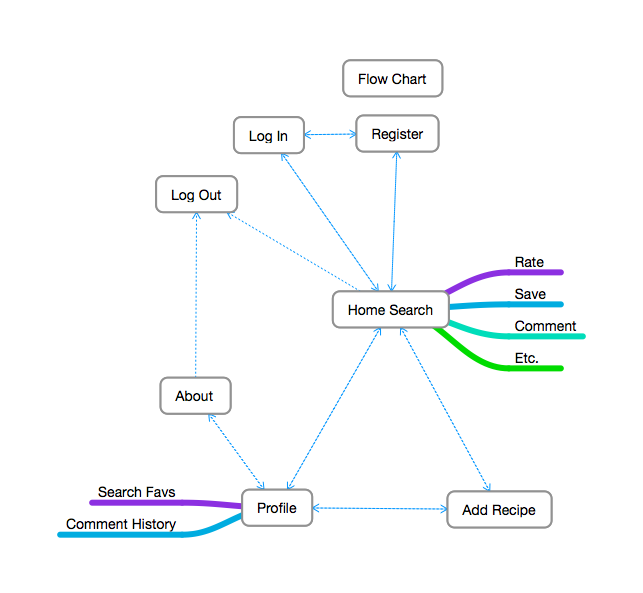 Flow Chart
Log In
Register
Log Out
Rate
Save
Home Search
Comment
Etc.
About
Search Favs
Profile
Add Recipe
Comment History